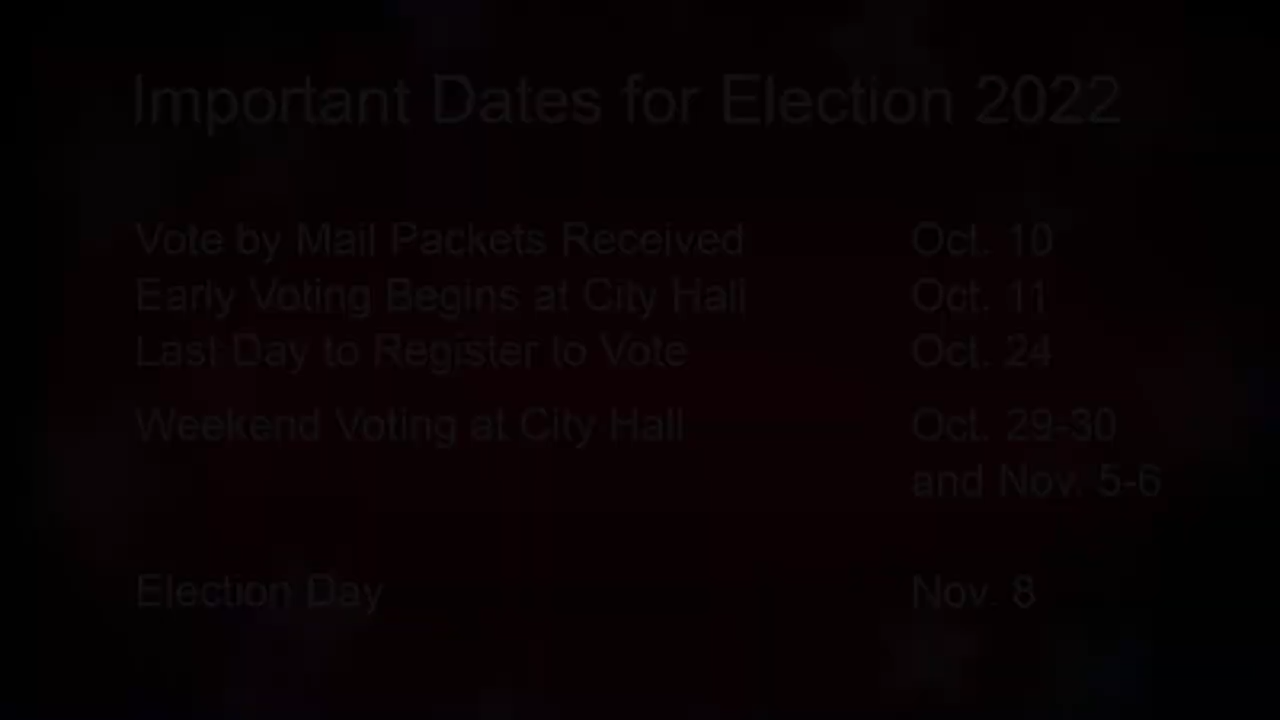 Important Dates for Election 2022
Vote by Mail Packets Received Oct. 10
Early Voting Begins at City Hall Oct. 11
Last Day to Register to Vote Oct. 24
Weekend Voting at City Hall Oct. 29-30
and Nov. 5-6
Election Day Nov. 8